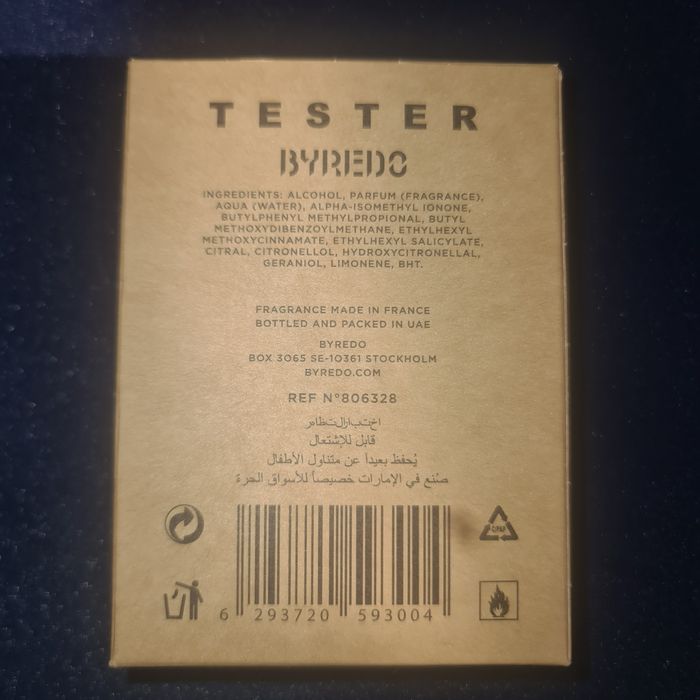 TESTER
BYREDO
INGREDIENTS: ALCOHOL, PARFUM (FRAGRANCE),
AQUA (WATER), ALPHA-ISOMETHYL IONONE,
BUTYLPHENYL METHYLPROPIONAL, BUTYL
METHOXYDIBENZOYLMETHANE, ETHYLHEXYL
METHOXYCINNAMATE, ETHYLHEXYL SALICYLATE,
CITRAL, CITRONELLOL, HYDROXYCITRONELLAL,
GERANIOL, LIMONENE, BHT.
FRAGRANCE MADE IN FRANCE
BOTTLED AND PACKED IN UAE
BYREDO
BOX 3065 SE-10361 STOCKHOLM
BYREDO.COM
REF N°806328
قابل للإشتعال
يُحفظ بعيداً عن متناول الأطفال
صُنع في الإمارات خصيصاً للأسواق الحرة
6 293720 593004